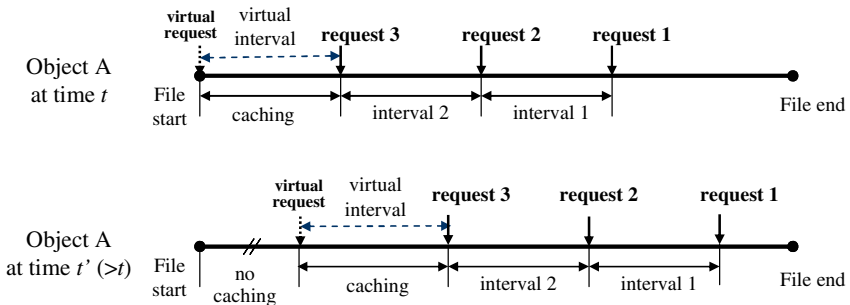 virtual
request
virtual
interval
request 3
request 2
request 1
Object A
at time t
File
start
caching
interval 2
interval 1
File end
virtual
request
virtual
interval
request 3
request 2
request 1
Object A
at time t’ (>t)
File
start
no
caching
caching
interval 2
interval 1
File end